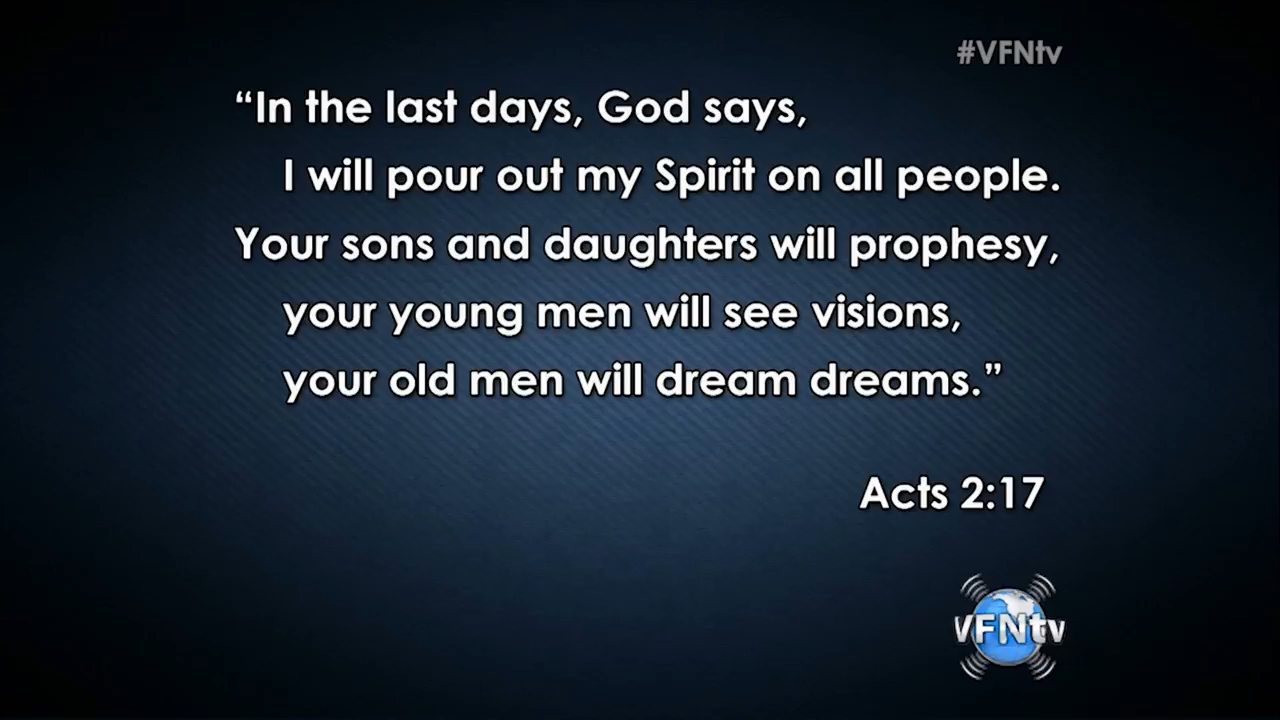 #VFNtv
“In the last days, God says,
I will pour out my Spirit on all people.
Your sons and daughters will prophesy,
your young men will see visions,
your old men will dream dreams.”
Acts 2:17
VFNtv